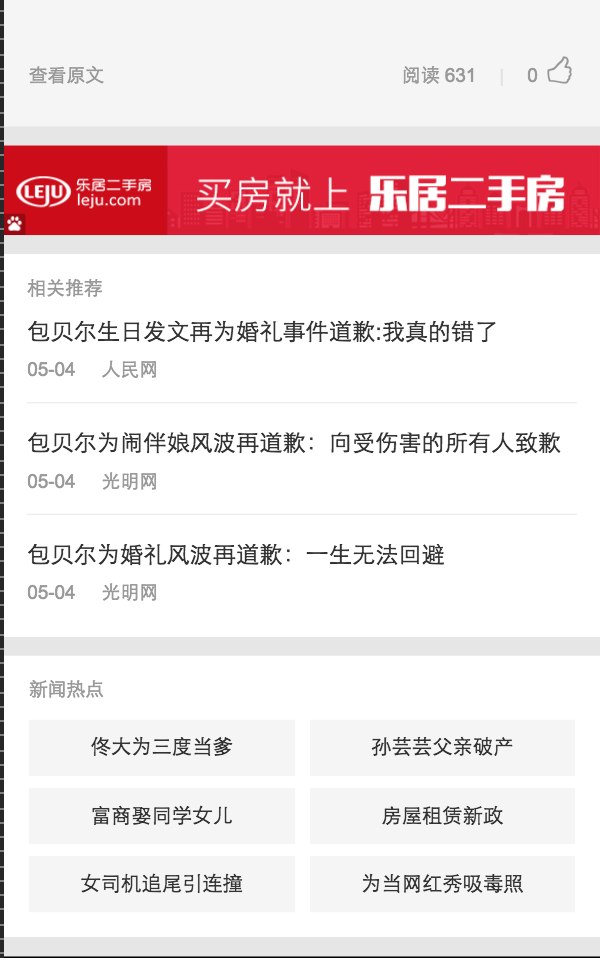 查看原文 阅读 631 0
LEJU 乐居二手房 买房就上 乐居二手房
leju.com
相关推荐
包贝尔生日发文再为婚礼事件道歉:我真的错了
05-04 人民网
包贝尔为闹伴娘风波再道歉：向受伤害的所有人致歉
05-04 光明网
包贝尔为婚礼风波再道歉：一生无法回避
05-04 光明网
新闻热点
佟大为三度当爹 孙芸芸父亲破产
富商娶同学女儿 房屋租赁新政
女司机追尾引连撞 为当网红秀吸毒照